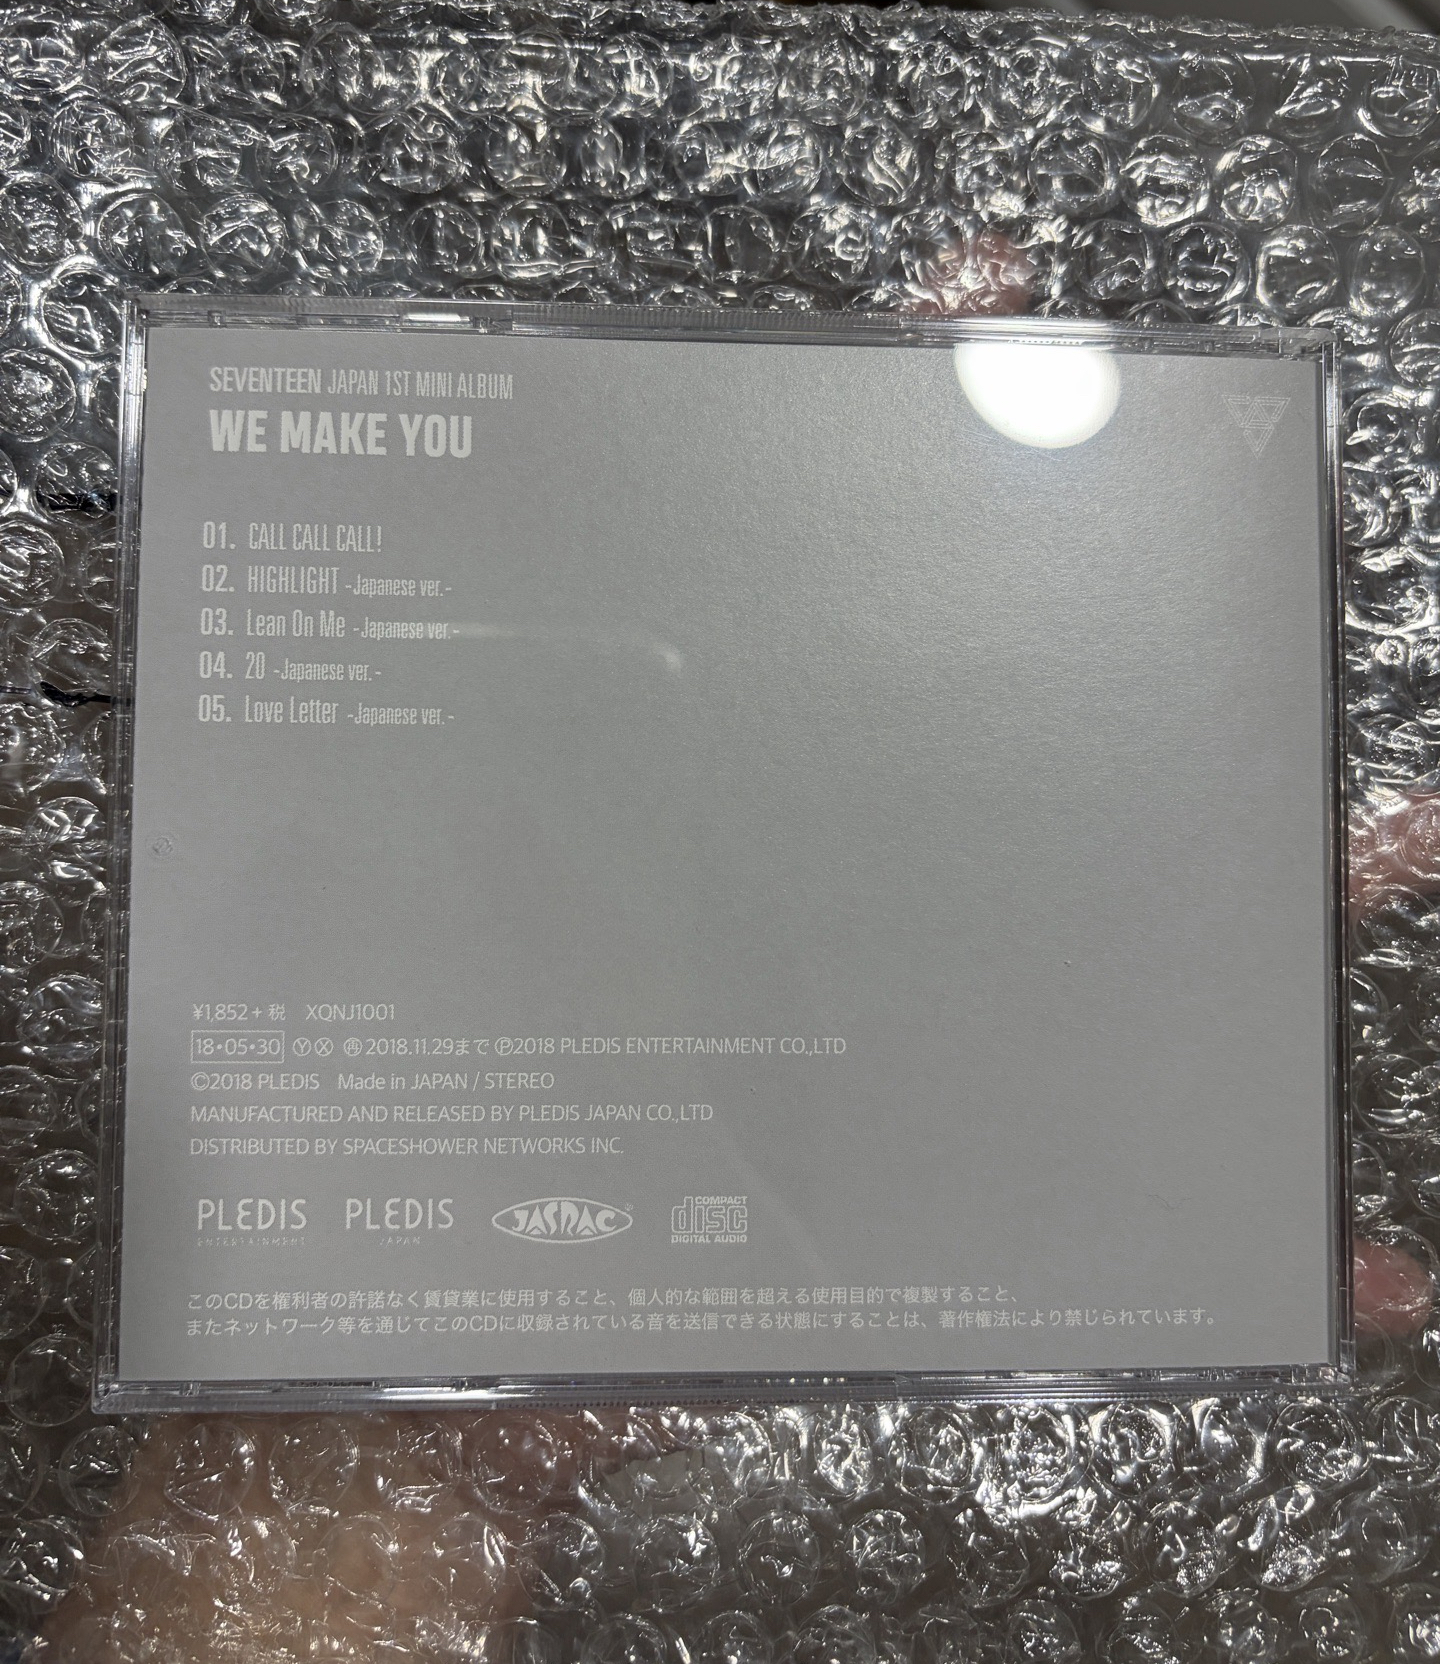 SEVENTEEN JAPAN 1ST MINI ALBUM
WE MAKE YOU
01. CALL CALL CALL!
02. HIGHLIGHT -Japanese ver.-
03. Lean On Me -Japanese ver.-
04. 20 -Japanese ver.-
05. Love Letter -Japanese ver.-
¥1,852+税 XQNJ1001
18•05•30 Ⓨ Ⓧ ㊢2018.11.29まで Ⓟ2018 PLEDIS ENTERTAINMENT CO.,LTD
©2018 PLEDIS Made in JAPAN / STEREO
MANUFACTURED AND RELEASED BY PLEDIS JAPAN CO.,LTD
DISTRIBUTED BY SPACESHOWER NETWORKS INC.
PLEDIS ENTERTAINMENT PLEDIS JAPAN JASRAC® COMPACT disc DIGITAL AUDIO
このCDを権利者の許諾なく賃貸業に使用すること、個人的な範囲を超える使用目的で複製すること、
またネットワーク等を通じてこのCDに収録されている音を送信できる状態にすることは、著作権法により禁じられています。